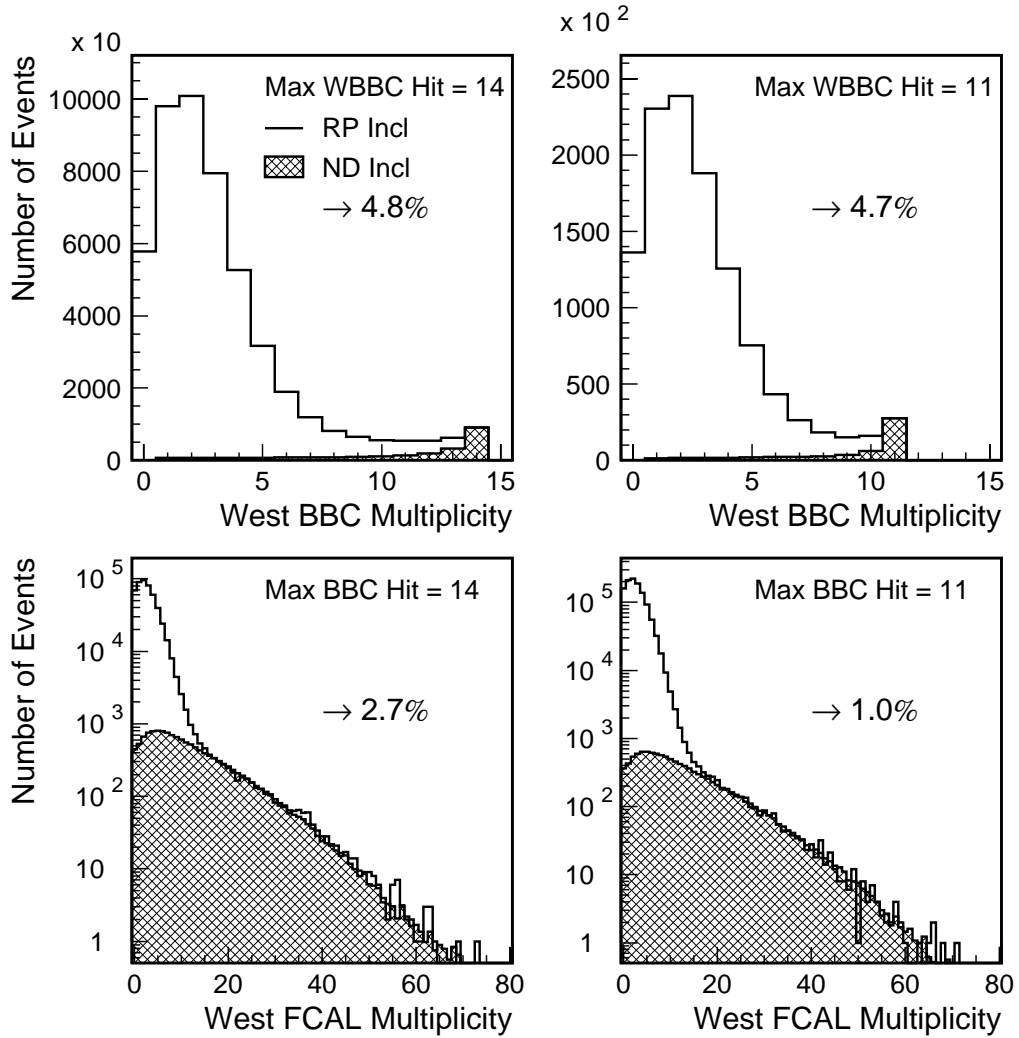 x 10
Number of Events
10000
8000
6000
4000
2000
0
Max WBBC Hit = 14
RP Incl
ND Incl
→ 4.8%
0 5 10 15
West BBC Multiplicity
x 10 2
2500
2000
1500
1000
500
0
Max WBBC Hit = 11
→ 4.7%
0 5 10 15
West BBC Multiplicity
Number of Events
10 5
10 4
10 3
10 2
10
1
Max BBC Hit = 14
→ 2.7%
0 20 40 60 80
West FCAL Multiplicity
Number of Events
10 5
10 4
10 3
10 2
10
1
Max BBC Hit = 11
→ 1.0%
0 20 40 60 80
West FCAL Multiplicity